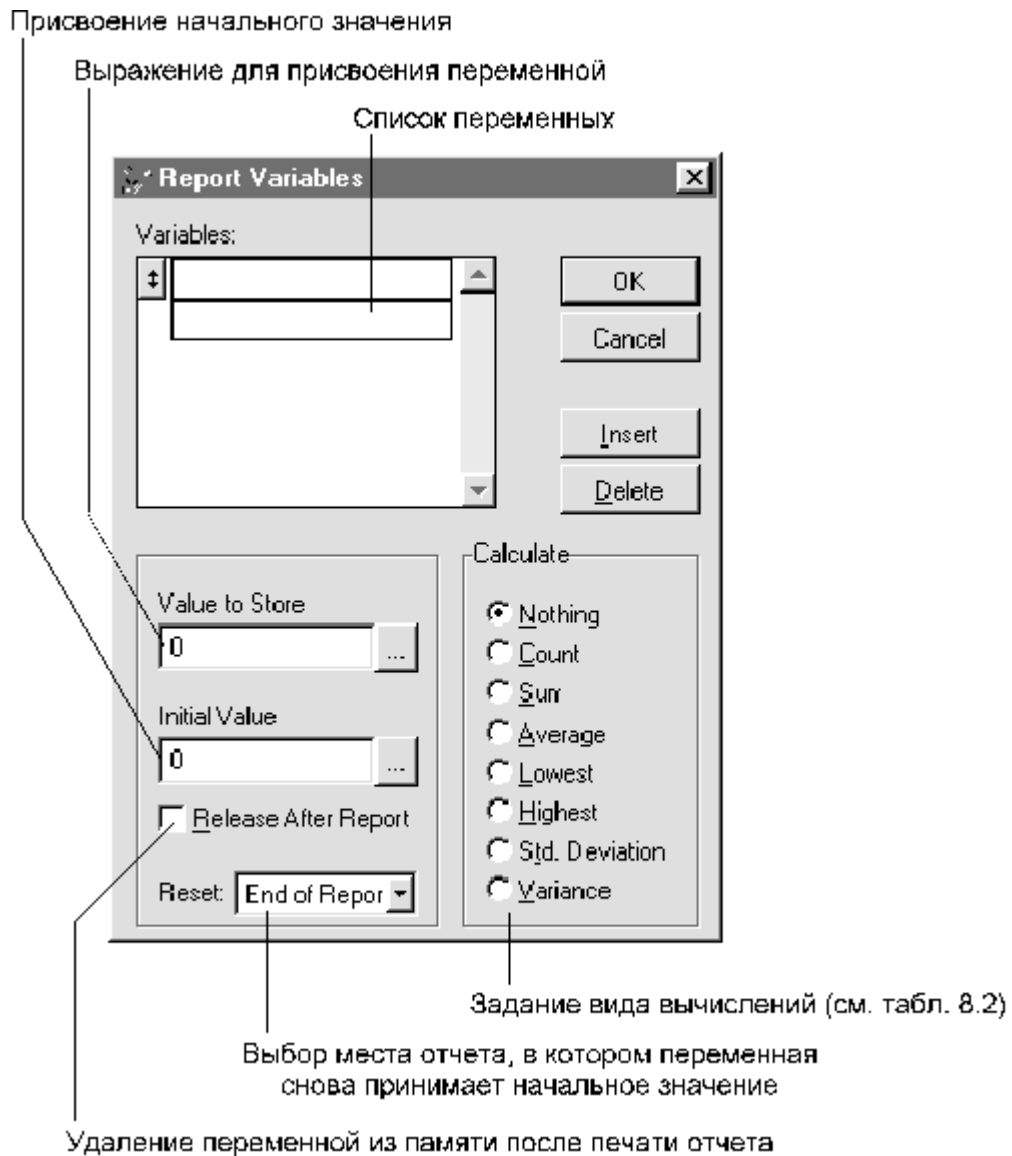 Присвоение начального значения
Выражение для присвоения переменной
Список переменных
Report Variables
Variables:
OK
Cancel
Insert
Delete
Value to Store
0
...
Initial Value
0
...
Release After Report
Reset: End of Repor
Calculate
Nothing
Count
Sum
Average
Lowest
Highest
Std. Deviation
Variance
Задание вида вычислений (см. табл. 8.2)
Выбор места отчета, в котором переменная
снова принимает начальное значение
Удаление переменной из памяти после печати отчета